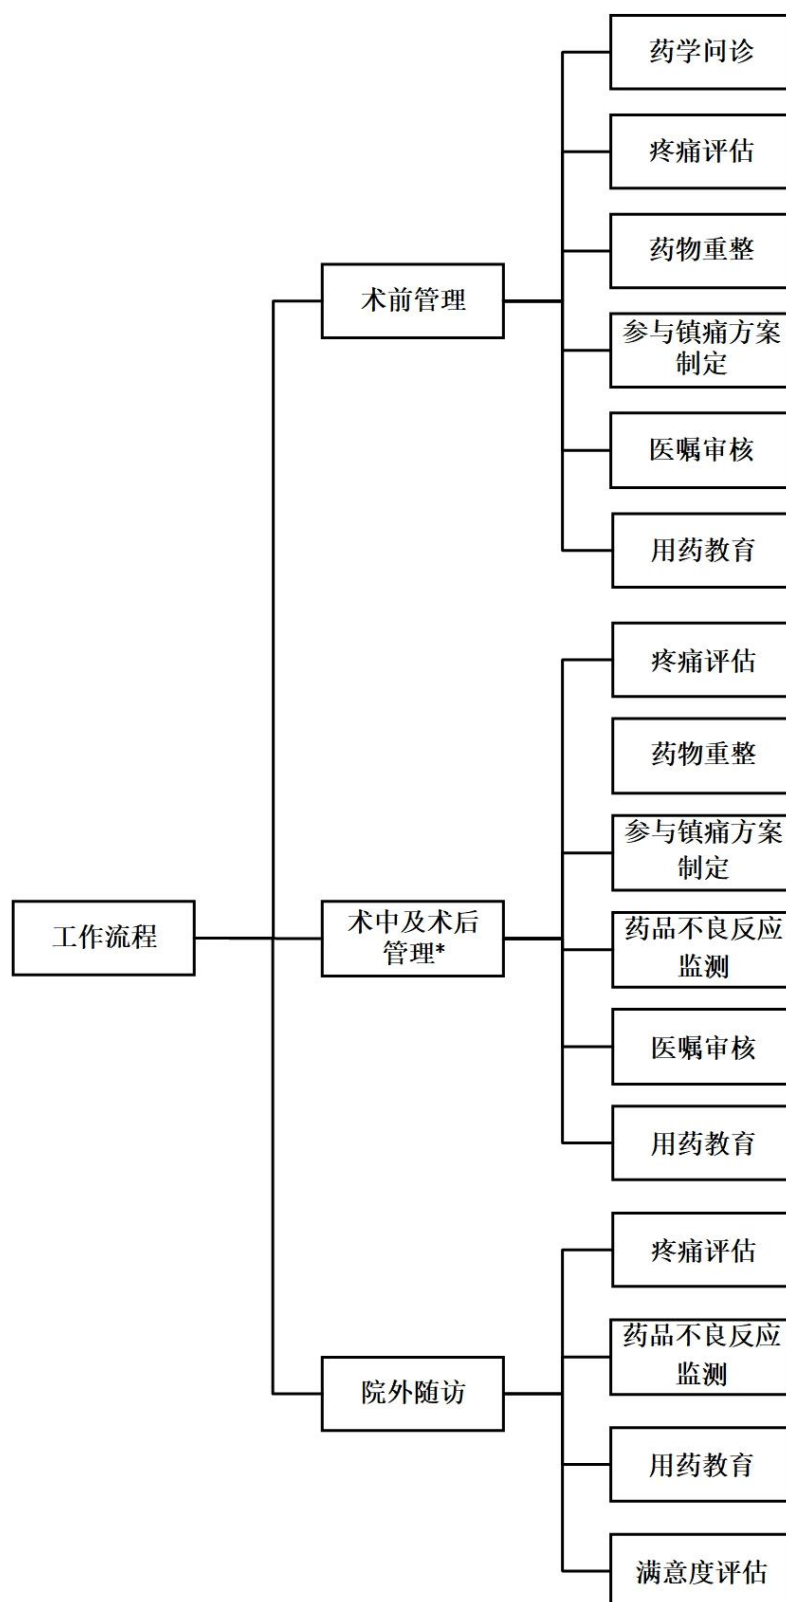 工作流程
术前管理
药学问诊
疼痛评估
药物重整
参与镇痛方案
制定
医嘱审核
用药教育
术中及术后
管理*
疼痛评估
药物重整
参与镇痛方案
制定
药品不良反应
监测
医嘱审核
用药教育
院外随访
疼痛评估
药品不良反应
监测
用药教育
满意度评估